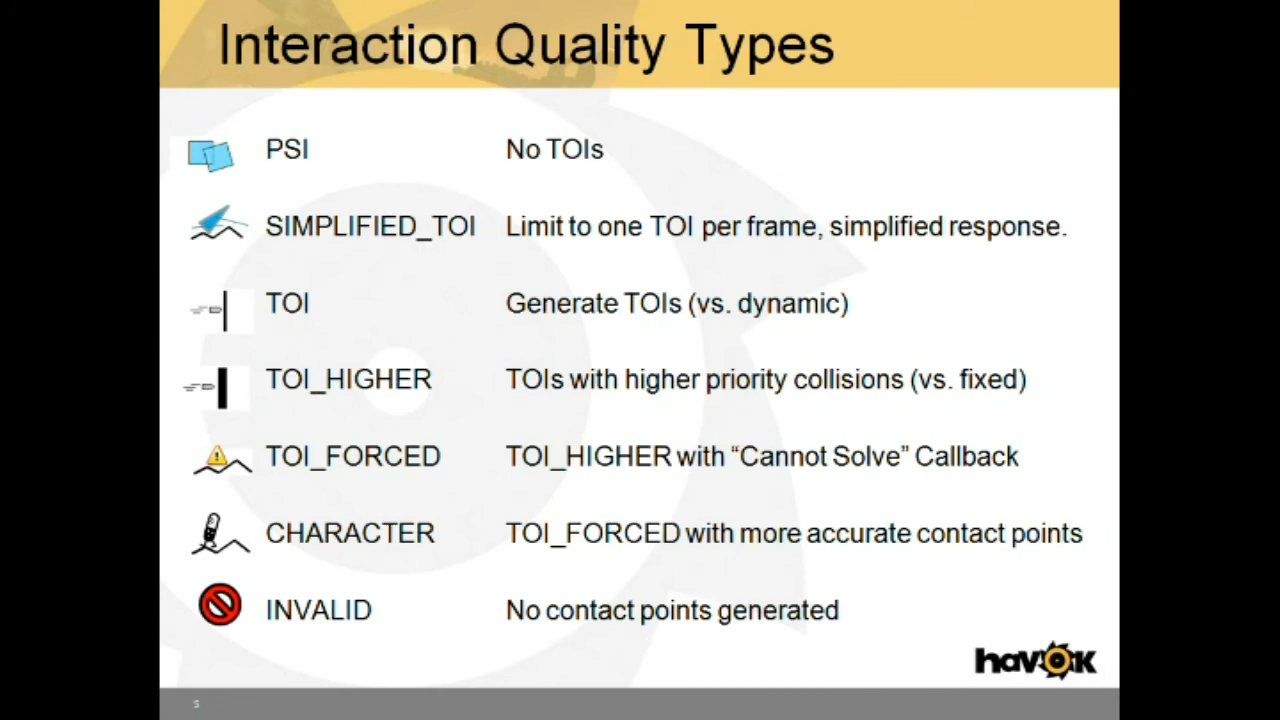 Interaction Quality Types
PSI No TOIs
SIMPLIFIED_TOI Limit to one TOI per frame, simplified response.
TOI Generate TOIs (vs. dynamic)
TOI_HIGHER TOIs with higher priority collisions (vs. fixed)
TOI_FORCED TOI_HIGHER with “Cannot Solve” Callback
CHARACTER TOI_FORCED with more accurate contact points
INVALID No contact points generated
havok
5